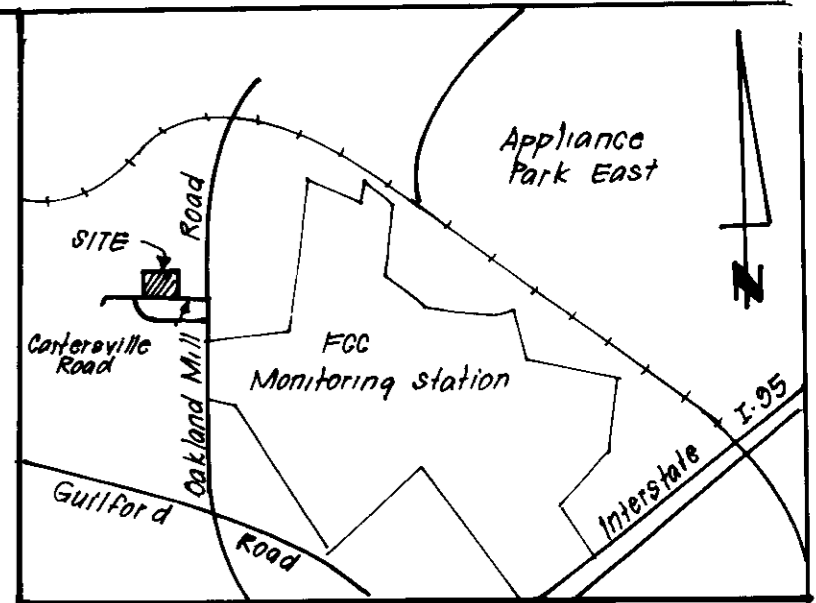 Appliance
Park East
Road
SITE
Cartersville
Road
FCC
Monitoring Station
Oakland Mill
Guilford
Road
Interstate I-95
N